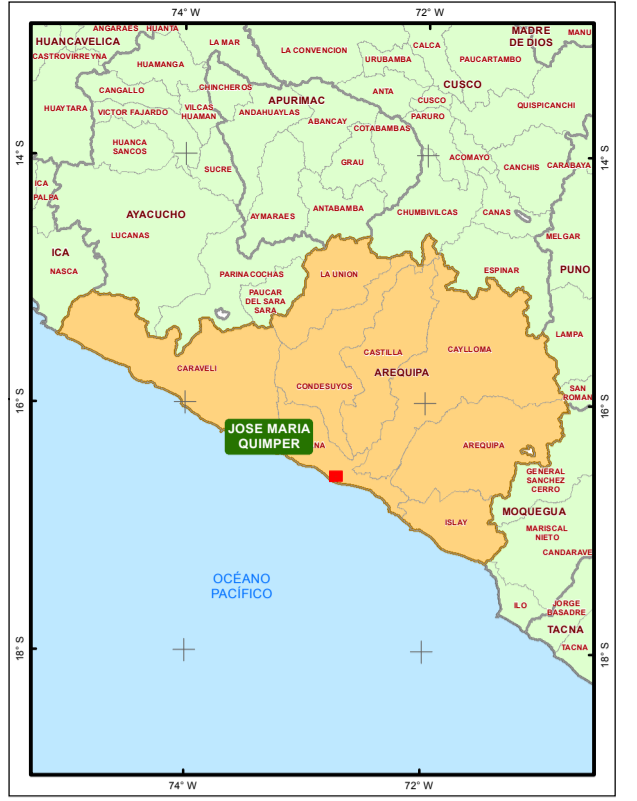 74° W
72° W
ANGARAES
HUANTA
MADRE
DE DIOS
MANU
HUANCAVELICA
LA MAR
CALCA
LA CONVENCION
CASTROVIRREYNA
URUBAMBA
PAUCARTAMBO
HUAMANGA
CHINCHEROS
CUSCO
CANGALLO
ANTA
APURIMAC
CUSCO
HUAYTARA
VICTOR FAJARDO
VILCAS
HUAMAN
ANDAHUAYLAS
QUISPICANCHI
ABANCAY
PARURO
COTABAMBAS
HUANCA
SANCOS
14° S
14° S
GRAU
ACOMAYO
CANCHIS
CARABAYA
SUCRE
ICA
PALPA
AYACUCHO
AYMARAES
ANTABAMBA
CHUMBIVILCAS
CANAS
LUCANAS
MELGAR
ICA
NASCA
PARINACOCHAS
LA UNION
ESPINAR
PUNO
PAUCAR
DEL SARA
SARA
LAMPA
CASTILLA
CAYLLOMA
CARAVELI
AREQUIPA
CONDESUYOS
SAN
ROMAN
16° S
16° S
JOSE MARIA
QUIMPER
NA
AREQUIPA
GENERAL
SANCHEZ
CERRO
MOQUEGUA
ISLAY
MARISCAL
NIETO
CANDARAVE
OCÉANO
PACÍFICO
ILO
JORGE
BASADRE
TACNA
TACNA
18° S
18° S
74° W
72° W